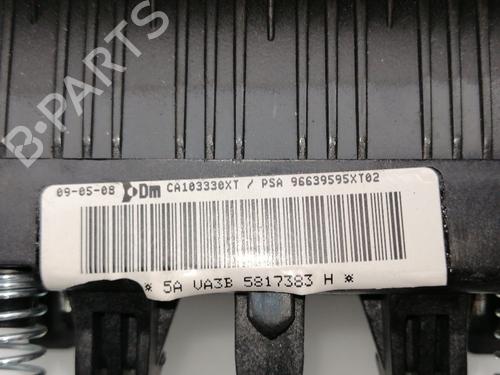 B-PARTS
09-05-08 Dm CA103330XT / PSA 96639595XT02
* 5A VA3B 5817383 H *